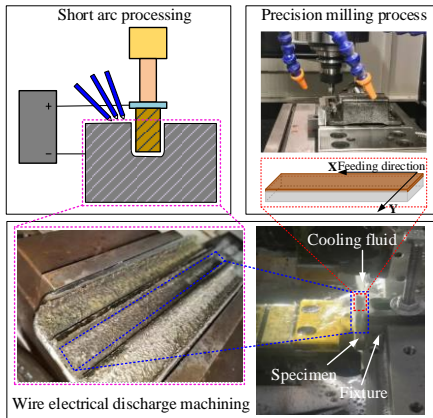 Short arc processing
+
−
Precision milling process
X Feeding direction
Y
Cooling fluid
Specimen
Fixture
Wire electrical discharge machining